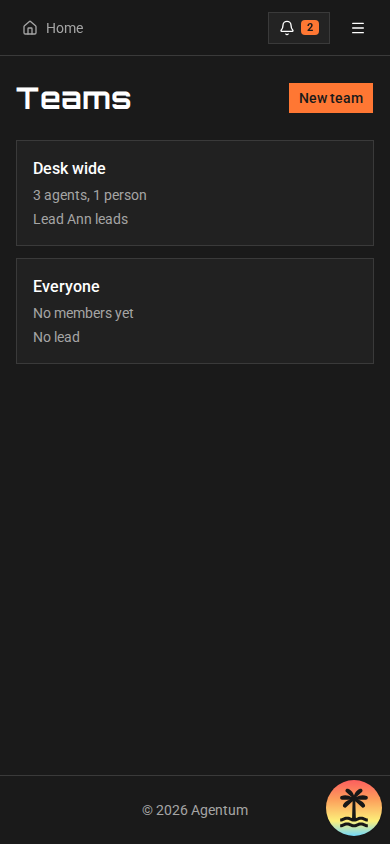 Home
2
Teams
New team
Desk wide
3 agents, 1 person
Lead Ann leads
Everyone
No members yet
No lead
© 2026 Agentum